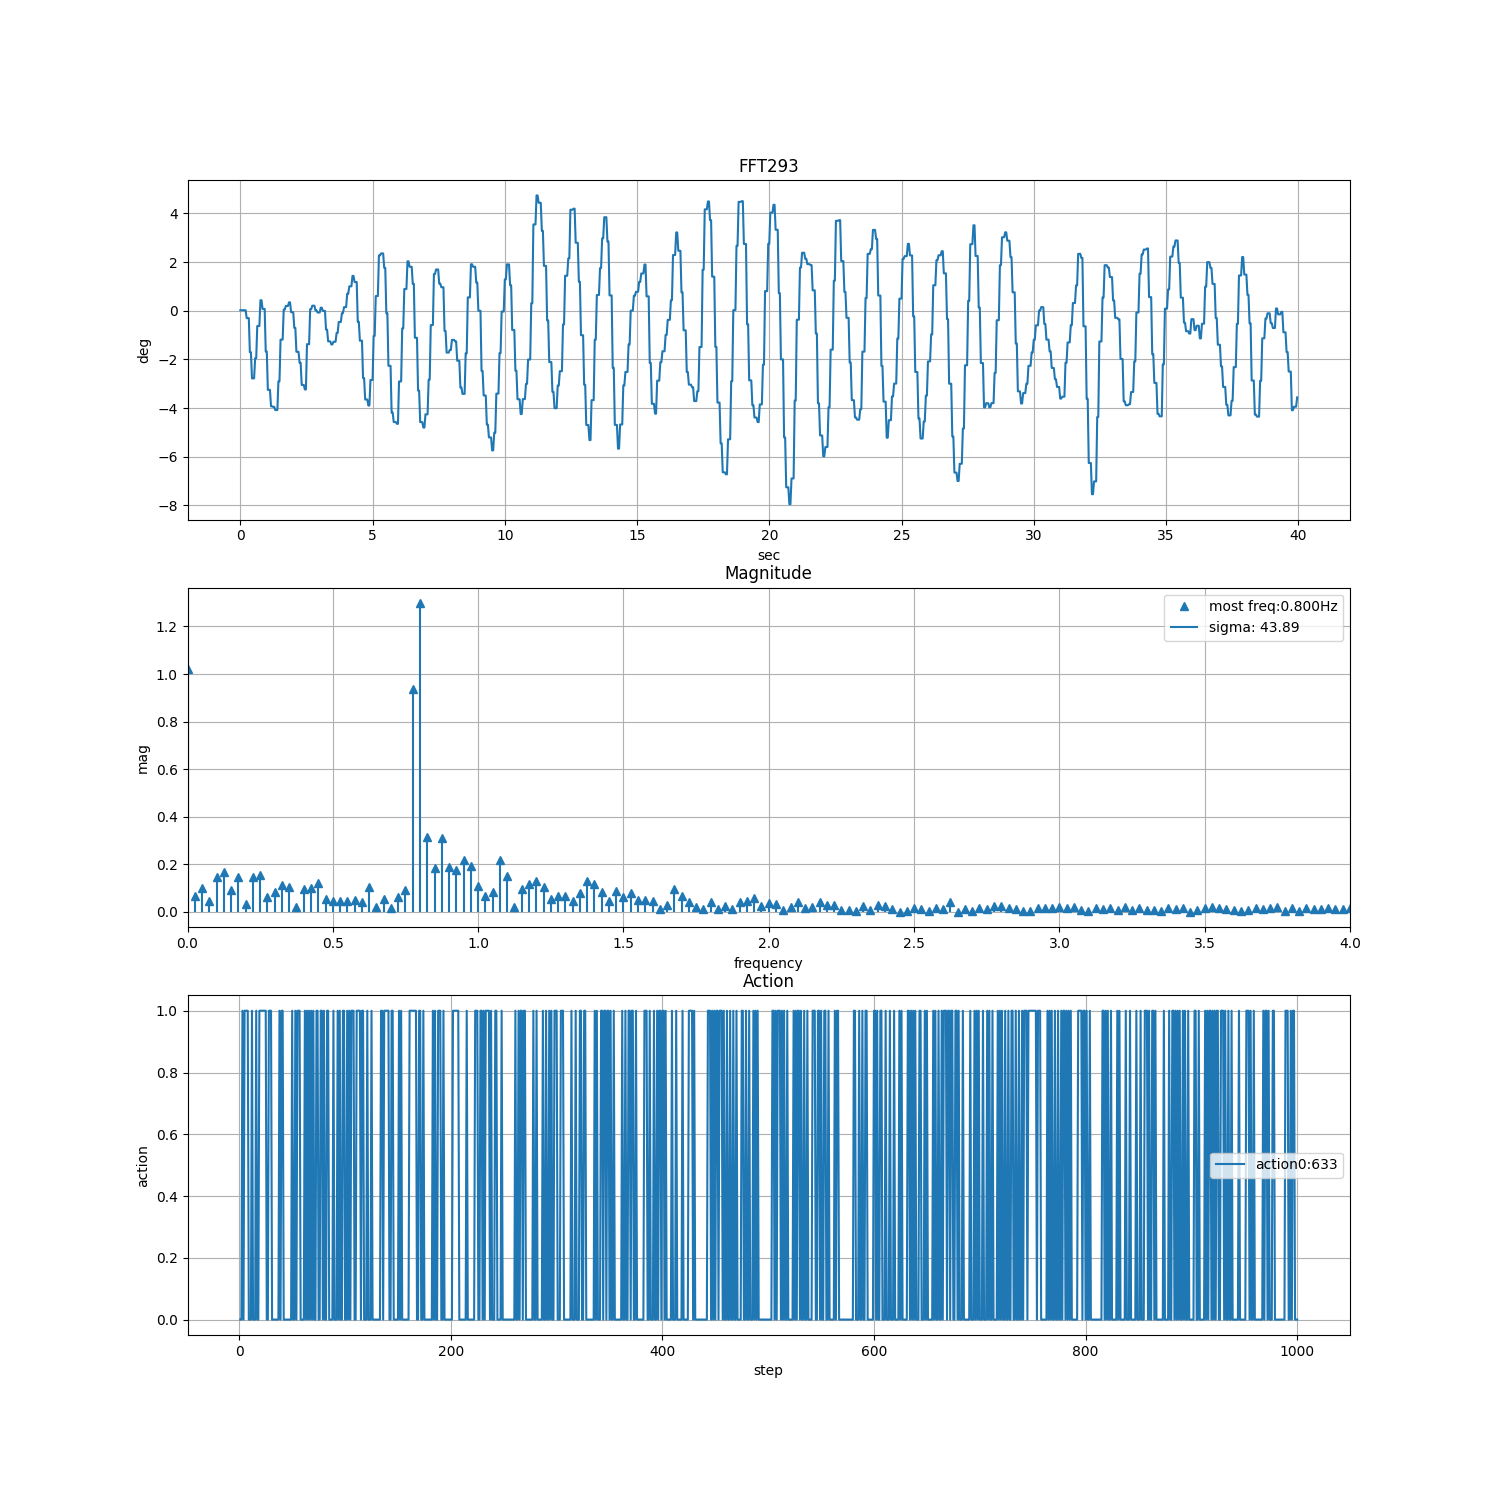 FFT293
4
2
0
−2
−4
−6
−8
deg
0 5 10 15 20 25 30 35 40
sec
Magnitude
most freq:0.800Hz
sigma: 43.89
1.2
1.0
0.8
0.6
0.4
0.2
0.0
mag
0.0 0.5 1.0 1.5 2.0 2.5 3.0 3.5 4.0
frequency
Action
1.0
0.8
0.6
0.4
0.2
0.0
action
action0:633
0 200 400 600 800 1000
step